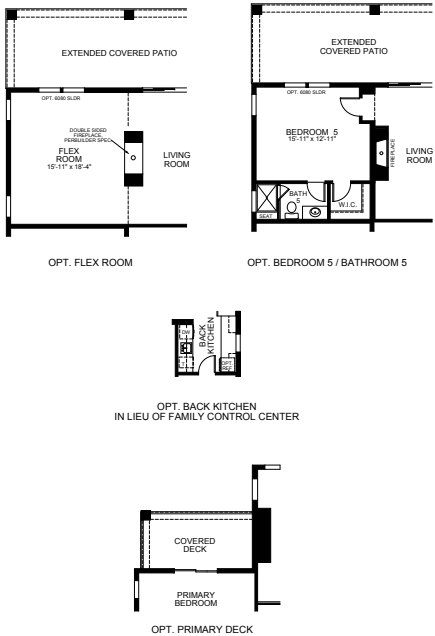 EXTENDED COVERED PATIO
OPT. 6080 SLDR
DOUBLE SIDED
FIREPLACE,
PERBUILDER SPEC
FLEX
ROOM
15'-11" x 18'-4"
LIVING
ROOM
OPT. FLEX ROOM
EXTENDED
COVERED PATIO
OPT. 6080 SLDR
BEDROOM 5
15'-11" x 12'-11"
FIREPLACE
LIVING
ROOM
BATH
5
W.I.C.
SEAT
OPT. BEDROOM 5 / BATHROOM 5
DW
BACK
KITCHEN
OPT.
REF
OPT. BACK KITCHEN
IN LIEU OF FAMILY CONTROL CENTER
COVERED
DECK
PRIMARY
BEDROOM
OPT. PRIMARY DECK